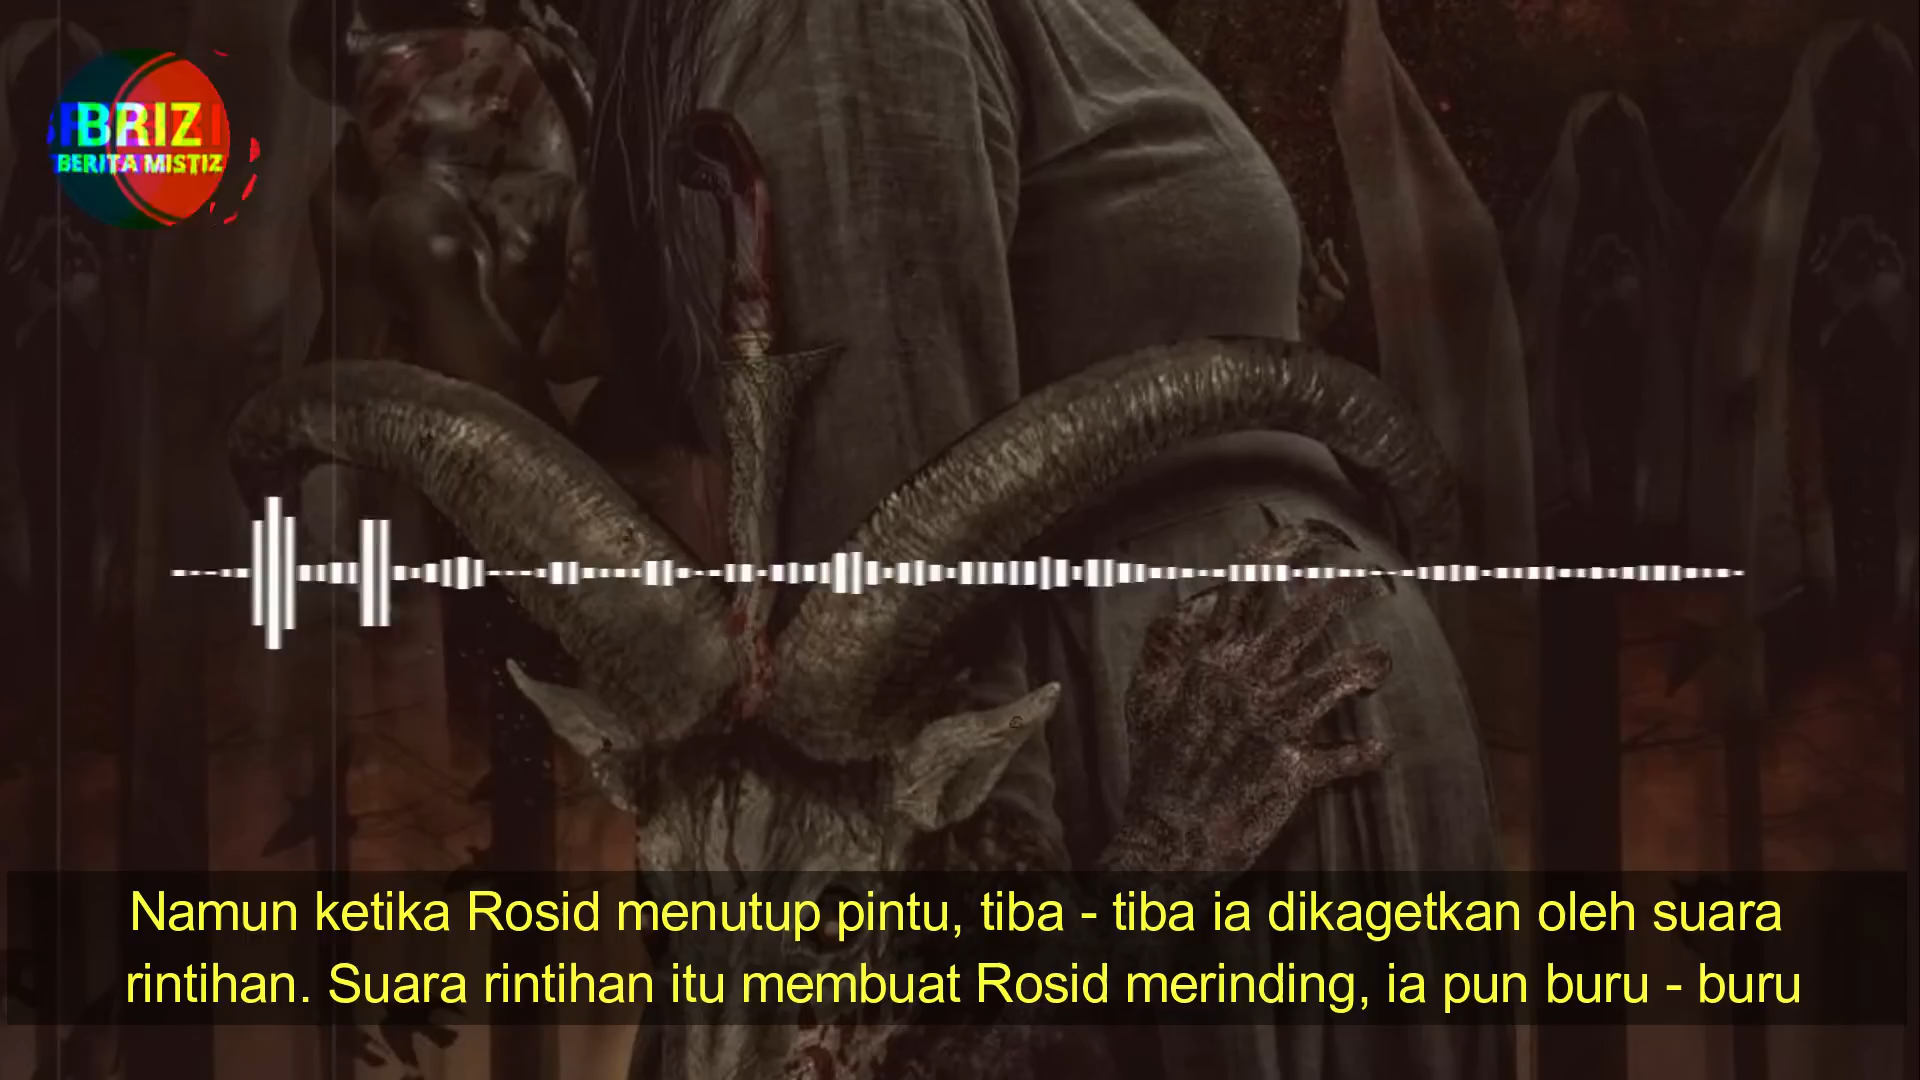 BRIZ
BERITA MISTIZ
Namun ketika Rosid menutup pintu, tiba - tiba ia dikagetkan oleh suara
rintihan. Suara rintihan itu membuat Rosid merinding, ia pun buru - buru